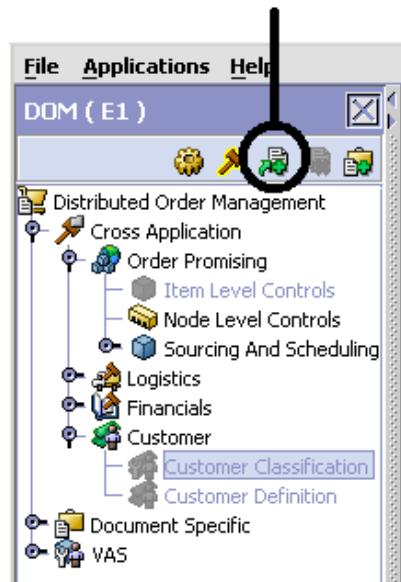 File Applications Help
DOM ( E1 )
Distributed Order Management
Cross Application
Order Promising
Item Level Controls
Node Level Controls
Sourcing And Scheduling
Logistics
Financials
Customer
Customer Classification
Customer Definition
Document Specific
VAS